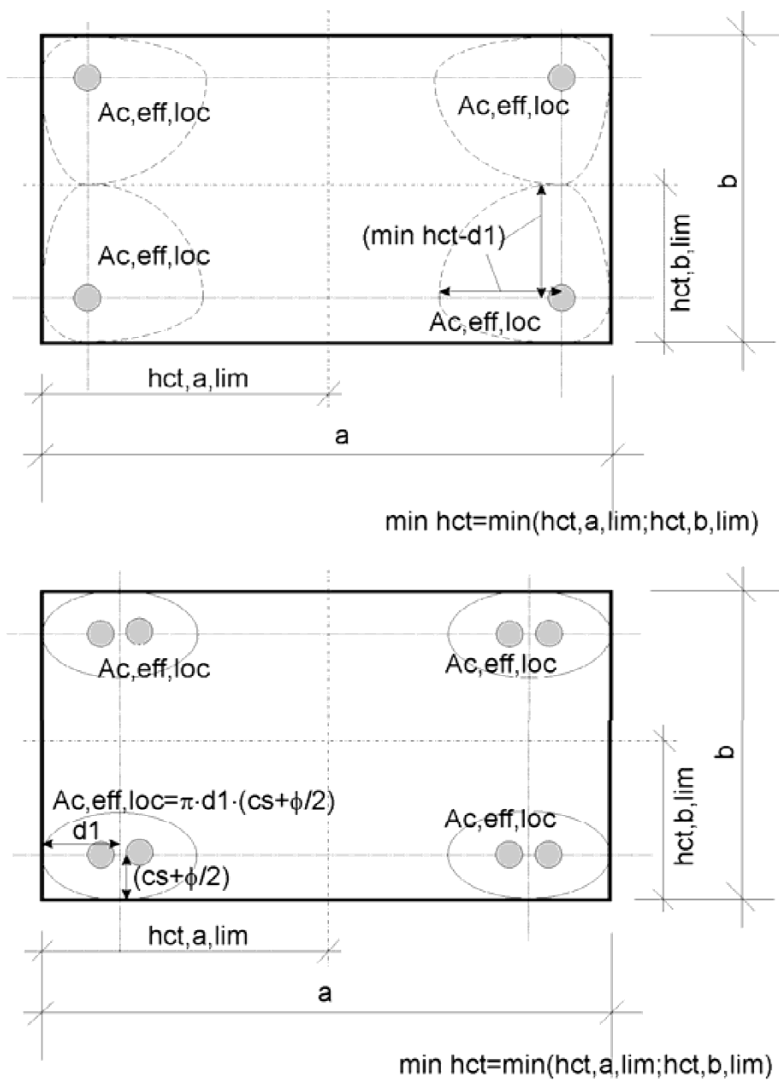 Ac,eff,loc
Ac,eff,loc
b
(min hct-d1)
Ac,eff,loc
hct,b,lim
Ac,eff,loc
hct,a,lim
a
min hct=min(hct,a,lim;hct,b,lim)
Ac,eff,loc
Ac,eff,loc
b
hct,b,lim
Ac,eff,loc=π·d1·(cs+ϕ/2)
Ac,eff,loc
d1
(cs+ϕ/2)
hct,a,lim
a
min hct=min(hct,a,lim;hct,b,lim)